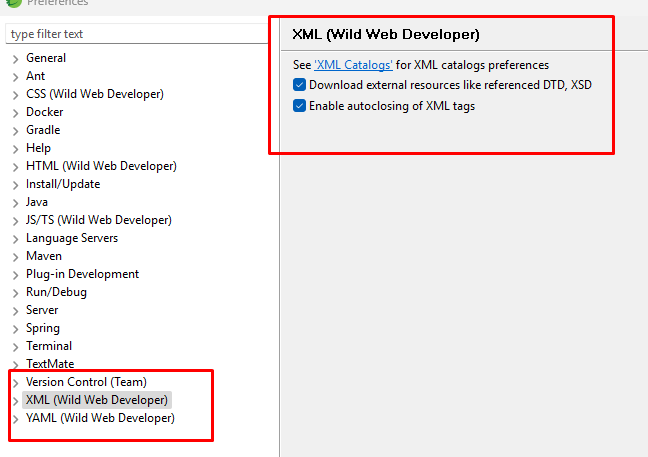 Preferences
type filter text
General
Ant
CSS (Wild Web Developer)
Docker
Gradle
Help
HTML (Wild Web Developer)
Install/Update
Java
JS/TS (Wild Web Developer)
Language Servers
Maven
Plug-in Development
Run/Debug
Server
Spring
Terminal
TextMate
Version Control (Team)
XML (Wild Web Developer)
YAML (Wild Web Developer)
XML (Wild Web Developer)
See 'XML Catalogs' for XML catalogs preferences
Download external resources like referenced DTD, XSD
Enable autoclosing of XML tags